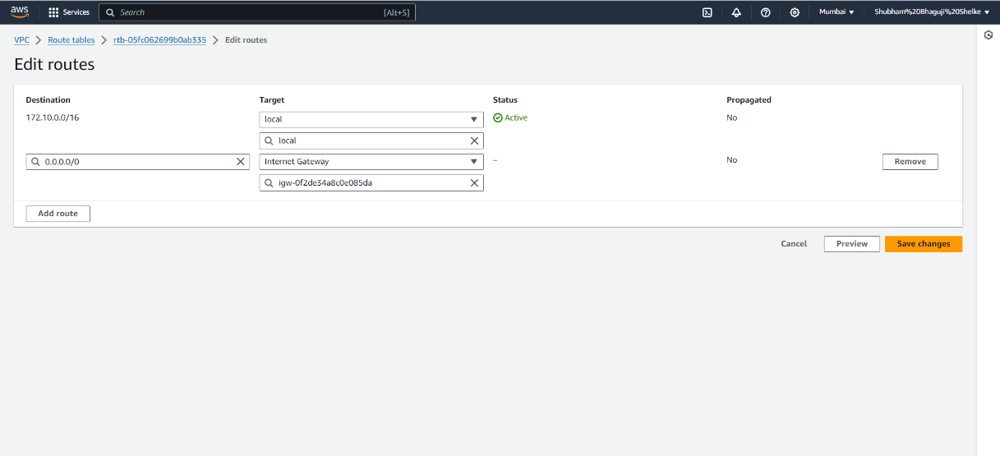 aws Services Search [Alt+S] Mumbai Shubham%20Bhaguji%20Shelke
VPC Route tables rtb-05fc062699b0ab335 Edit routes
Edit routes
Destination Target Status Propagated
172.10.0.0/16 local Active No
local
0.0.0.0/0 Internet Gateway – No Remove
igw-0f2de34a8c0e085da
Add route
Cancel Preview Save changes